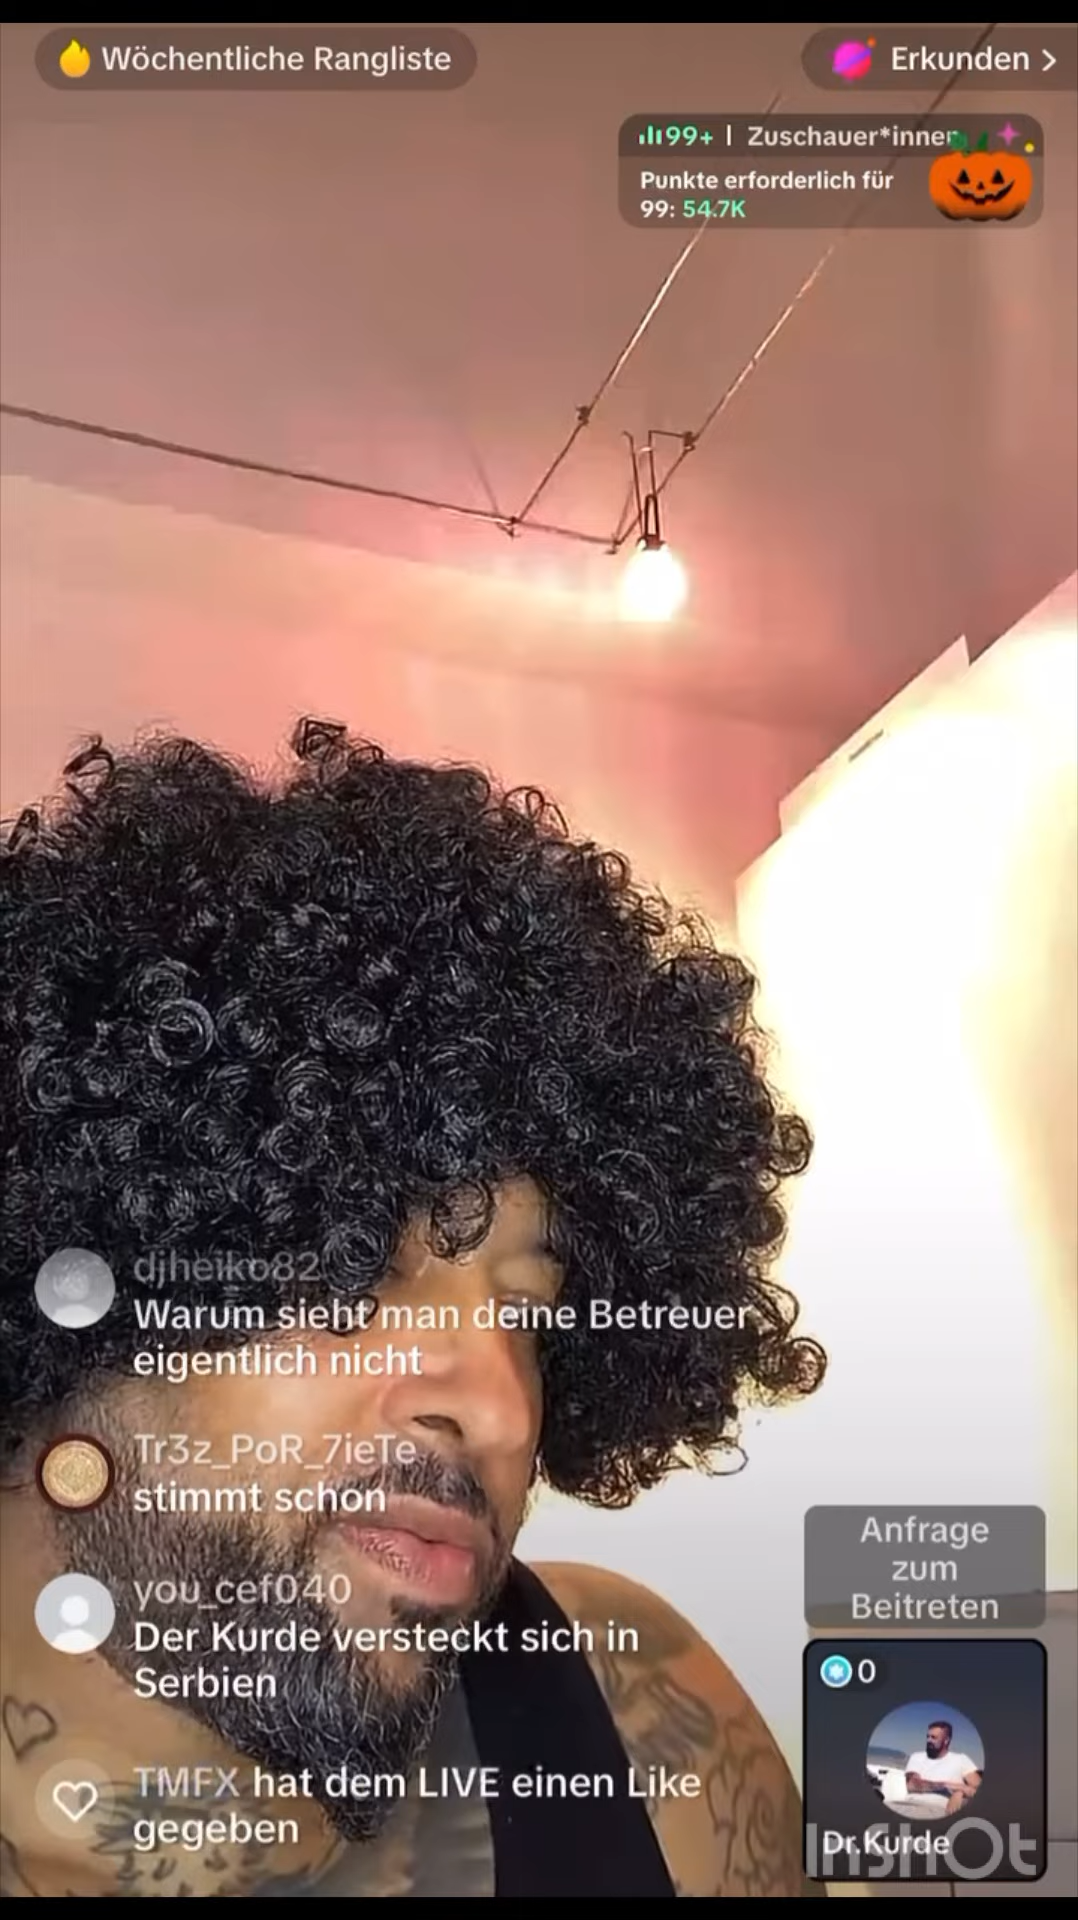 Wöchentliche Rangliste
Erkunden >
99+ | Zuschauer*innen
Punkte erforderlich für
99: 54.7K
djheiko82
Warum sieht man deine Betreuer
eigentlich nicht
Tr3z_PoR_7ieTe
stimmt schon
you_cef040
Der Kurde versteckt sich in
Serbien
TMFX hat dem LIVE einen Like
gegeben
Anfrage
zum
Beitreten
0
Dr.Kurde
InShOt